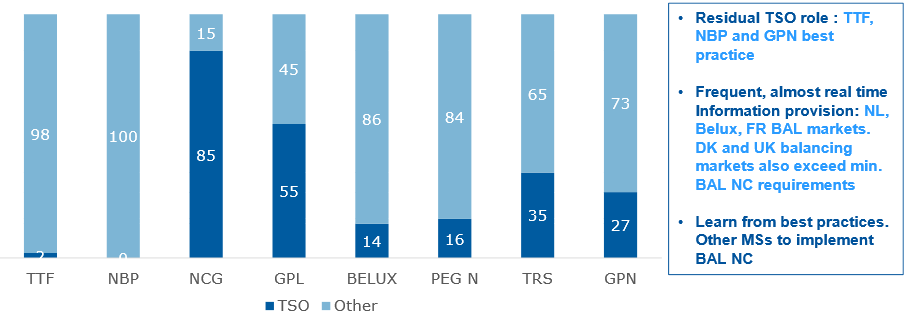 15
45
65
73
98
100
86
84
85
55
35
27
14
16
2
0
TTF
NBP
NCG
GPL
BELUX
PEG N
TRS
GPN
TSO
Other
• Residual TSO role : TTF,
NBP and GPN best
practice
• Frequent, almost real time
Information provision: NL,
Belux, FR BAL markets.
DK and UK balancing
markets also exceed min.
BAL NC requirements
• Learn from best practices.
Other MSs to implement
BAL NC